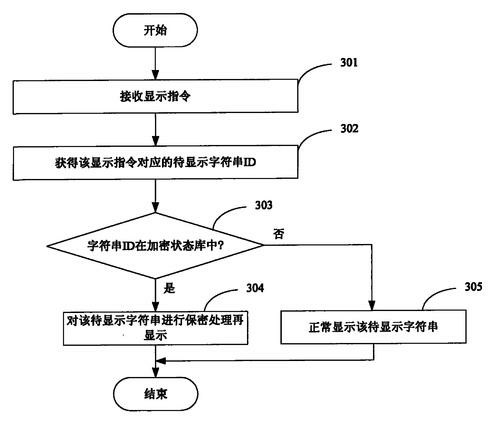 开始
301
接收显示指令
302
获得该显示指令对应的待显示字符串ID
303
字符串ID在加密状态库中?
否
是
304
305
对该待显示字符串进行保密处理再
显示
正常显示该待显示字符串
结束